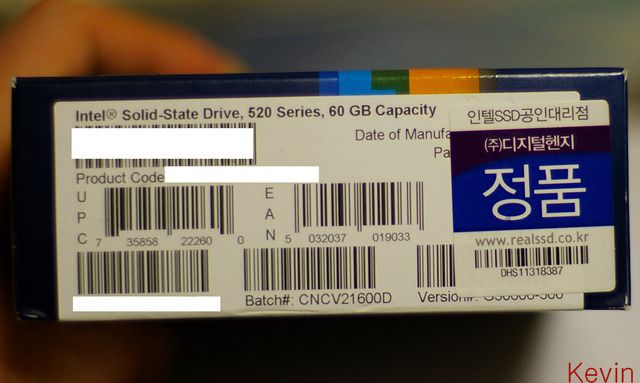 Intel® Solid-State Drive, 520 Series, 60 GB Capacity
Date of
Product Code
UPC
7 35858 22260 0
EAN
5 032037 019033
Batch#: CNCV21600D
Version#:
인텔SSD공인대리점
(주)디지털헨지
정품
www.realssd.co.kr
DHS11318387
Kevin